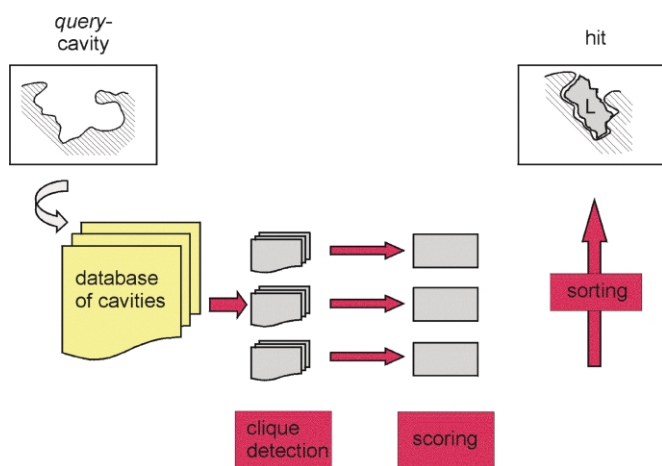 query-
cavity
hit
L
database
of cavities
sorting
clique
detection
scoring